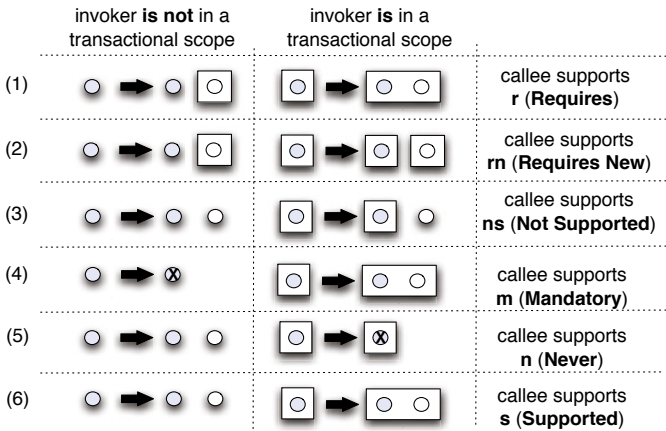 invoker is not in a
transactional scope
invoker is in a
transactional scope
(1)
callee supports
r (Requires)
(2)
callee supports
rn (Requires New)
(3)
callee supports
ns (Not Supported)
(4)
X
callee supports
m (Mandatory)
(5)
X
callee supports
n (Never)
(6)
callee supports
s (Supported)